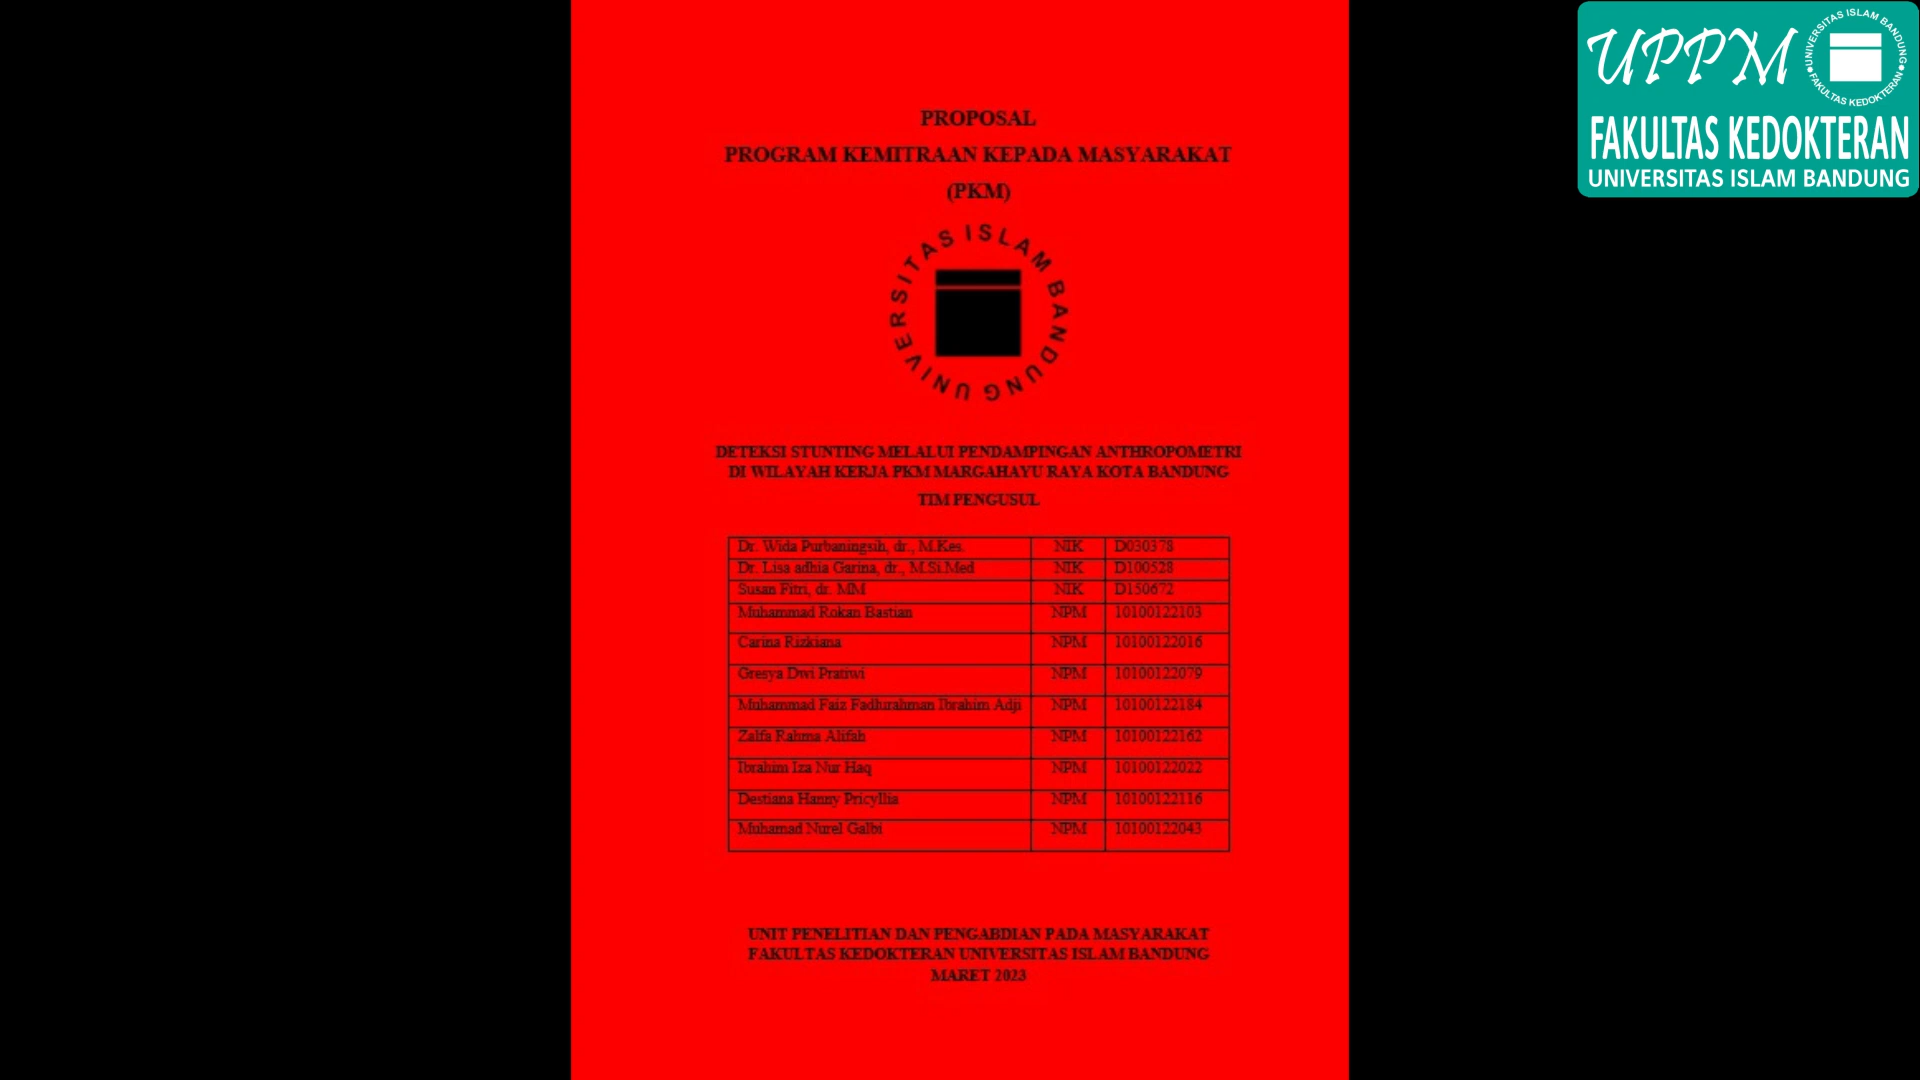 PROPOSAL
PROGRAM KEMITRAAN KEPADA MASYARAKAT
(PKM)
UNIVERSITAS ISLAM BANDUNG
DETEKSI STUNTING MELALUI PENDAMPINGAN ANTHROPOMETRI
DI WILAYAH KERJA PKM MARGAHAYU RAYA KOTA BANDUNG
TIM PENGUSUL
Dr. Wida Purbaningsih, dr., M.Kes. NIK D030378
Dr. Lisa adhia Garina, dr., M.Si.Med NIK D100528
Susan Fitri, dr. MM NIK D150672
Muhammad Rokan Bastian NPM 10100122103
Carina Rizkiana NPM 10100122016
Gresya Dwi Pratiwi NPM 10100122079
Muhammad Faiz Fadlurahman Ibrahim Adji NPM 10100122184
Zalfa Rahma Alifah NPM 10100122162
Ibrahim Iza Nur Haq NPM 10100122022
Destiana Hanny Pricyllia NPM 10100122116
Muhamad Nurel Galbi NPM 10100122043
UNIT PENELITIAN DAN PENGABDIAN PADA MASYARAKAT
FAKULTAS KEDOKTERAN UNIVERSITAS ISLAM BANDUNG
MARET 2023
UPPM
UNIVERSITAS ISLAM BANDUNG
FAKULTAS KEDOKTERAN
FAKULTAS KEDOKTERAN
UNIVERSITAS ISLAM BANDUNG